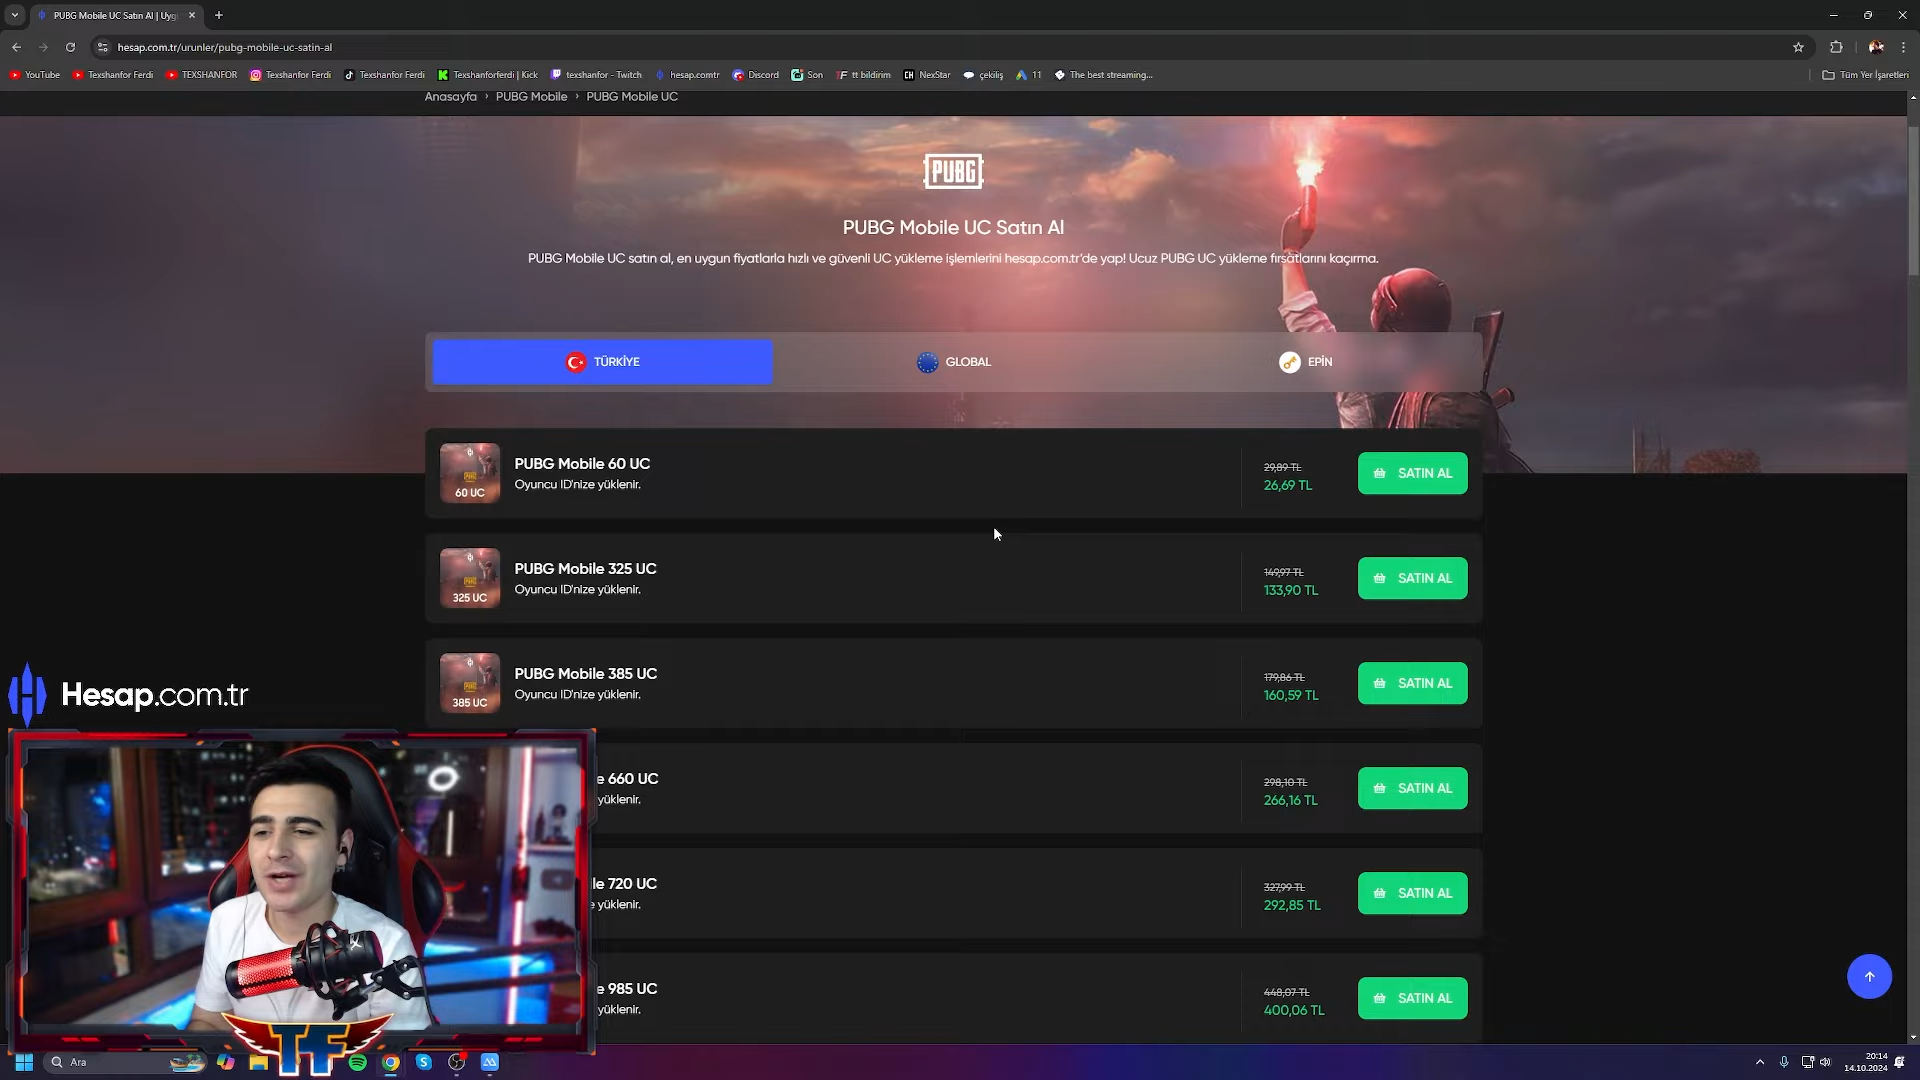 PUBG Mobile UC Satın Al | Uyg
hesap.com.tr/urunler/pubg-mobile-uc-satin-al
YouTube
Texshanfor Ferdi
TEXSHANFOR
Texshanfor Ferdi
Texshanfor Ferdi
Texshanforferdi | Kick
texshanfor - Twitch
hesap.comtr
Discord
Son
tt bildirim
NexStar
çekiliş
11
The best streaming...
Tüm Yer İşaretleri
Anasayfa › PUBG Mobile › PUBG Mobile UC
PUBG
PUBG Mobile UC Satın Al
PUBG Mobile UC satın al, en uygun fiyatlarla hızlı ve güvenli UC yükleme işlemlerini hesap.com.tr'de yap! Ucuz PUBG UC yükleme fırsatlarını kaçırma.
TÜRKİYE
GLOBAL
EPİN
60 UC
PUBG Mobile 60 UC
Oyuncu ID'nize yüklenir.
29,89 TL
26,69 TL
SATIN AL
325 UC
PUBG Mobile 325 UC
Oyuncu ID'nize yüklenir.
149,97 TL
133,90 TL
SATIN AL
385 UC
PUBG Mobile 385 UC
Oyuncu ID'nize yüklenir.
179,86 TL
160,59 TL
SATIN AL
Hesap.com.tr
e 660 UC
yüklenir.
298,10 TL
266,16 TL
SATIN AL
le 720 UC
e yüklenir.
327,99 TL
292,85 TL
SATIN AL
e 985 UC
yüklenir.
448,07 TL
400,06 TL
SATIN AL
TF
Ara
20:14
14.10.2024